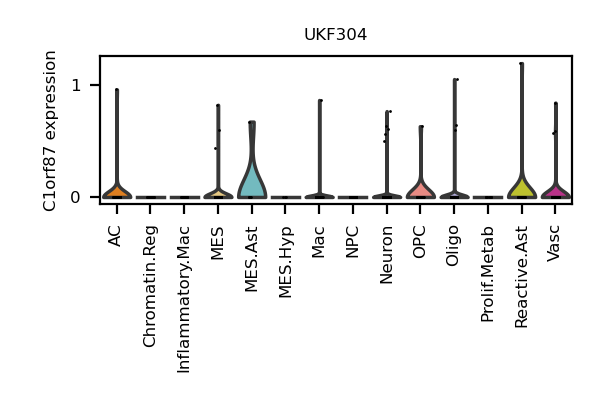 UKF304
C1orf87 expression
1
0
AC
Chromatin.Reg
Inflammatory.Mac
MES
MES.Ast
MES.Hyp
Mac
NPC
Neuron
OPC
Oligo
Prolif.Metab
Reactive.Ast
Vasc